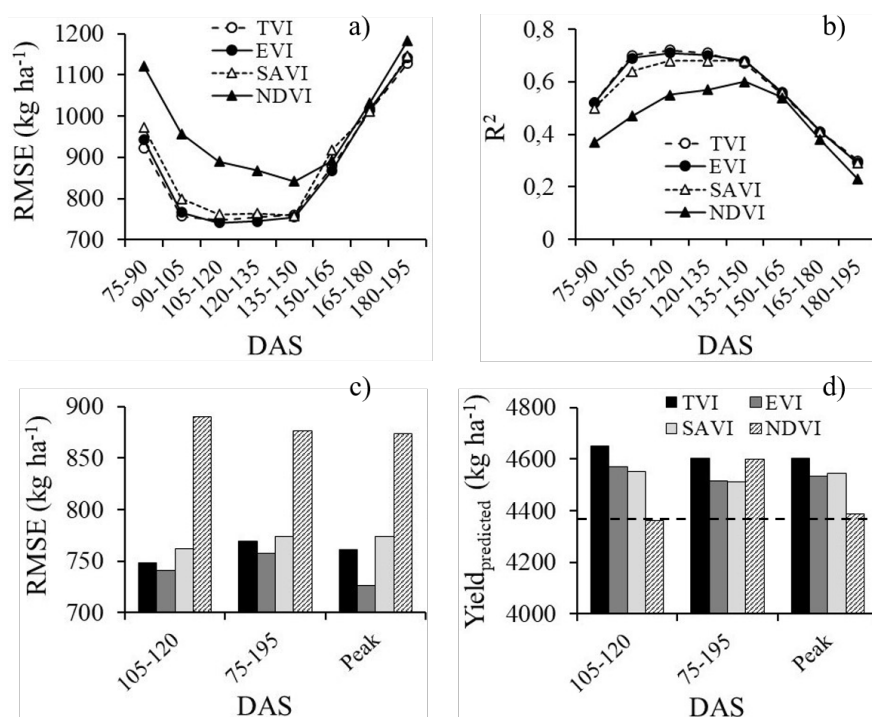 a)
TVI
EVI
SAVI
NDVI
RMSE (kg ha-1)
1200
1100
1000
900
800
700
75-90
90-105
105-120
120-135
135-150
150-165
165-180
180-195
DAS
b)
R2
0,8
0,6
0,4
0,2
0
TVI
EVI
SAVI
NDVI
75-90
90-105
105-120
120-135
135-150
150-165
165-180
180-195
DAS
c)
RMSE (kg ha-1)
900
850
800
750
700
105-120
75-195
Peak
DAS
d)
TVI EVI
SAVI NDVI
Yieldpredicted (kg ha-1)
4800
4600
4400
4200
4000
105-120
75-195
Peak
DAS